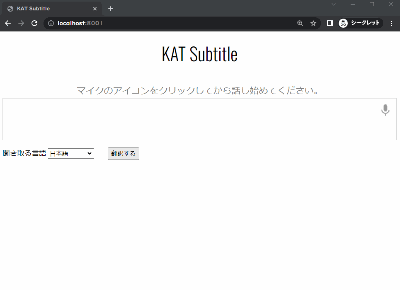 KAT Subtitle
localhost:8001
シークレット
KAT Subtitle
マイクのアイコンをクリックしてから話し始めてください。
聞き取る言語 日本語 翻訳する